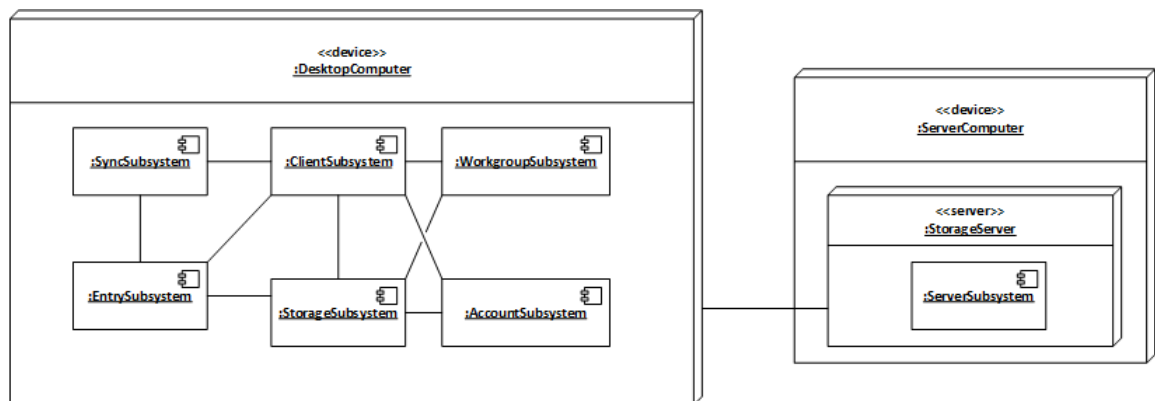 <<device>>
:DesktopComputer
:SyncSubsystem
:ClientSubsystem
:WorkgroupSubsystem
:EntrySubsystem
:StorageSubsystem
:AccountSubsystem
<<device>>
:ServerComputer
<<server>>
:StorageServer
:ServerSubsystem